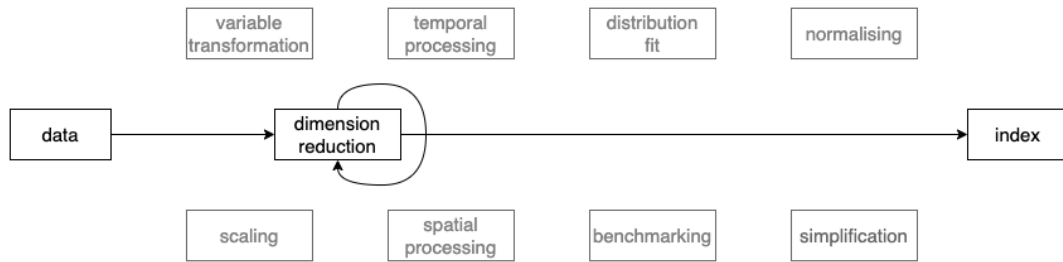 variable
transformation
temporal
processing
distribution
fit
normalising
data
dimension
reduction
index
scaling
spatial
processing
benchmarking
simplification